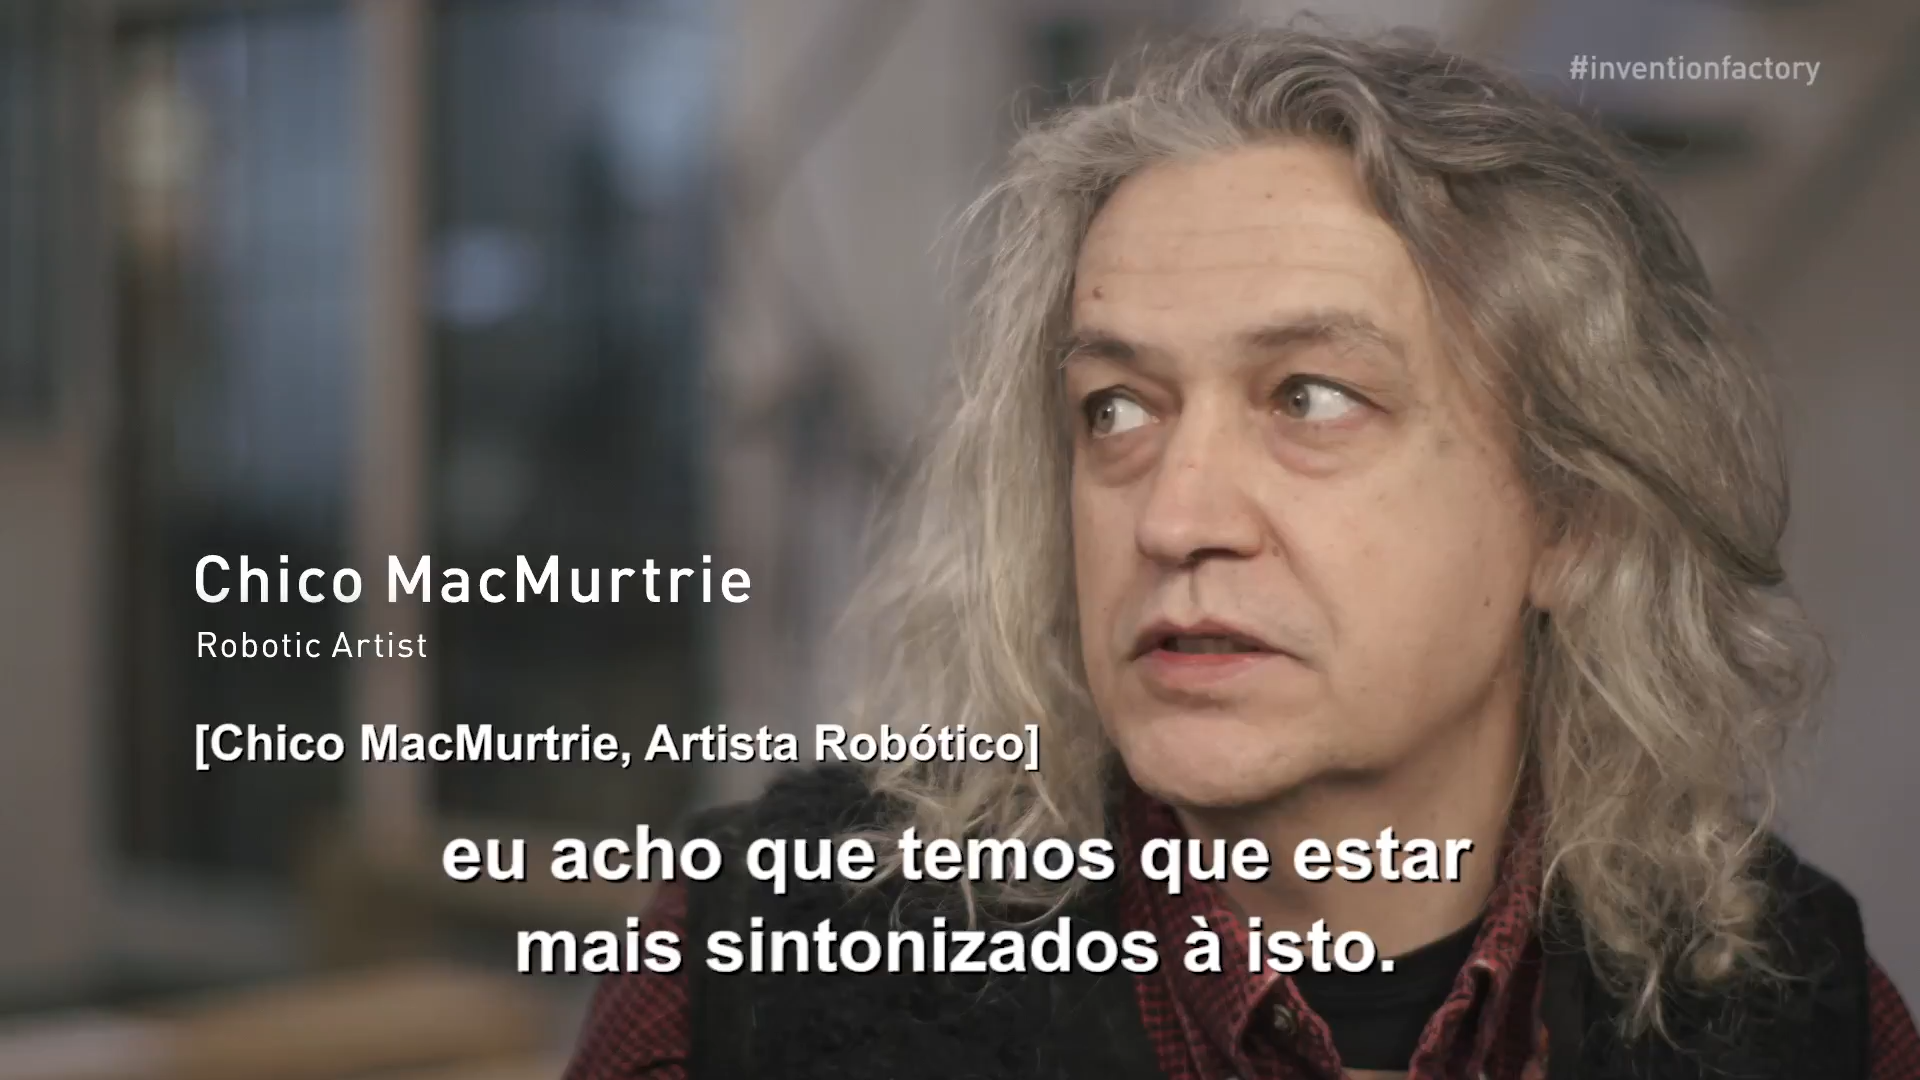 #inventionfactory
Chico MacMurtrie
Robotic Artist
[Chico MacMurtrie, Artista Robótico]
eu acho que temos que estar
mais sintonizados à isto.